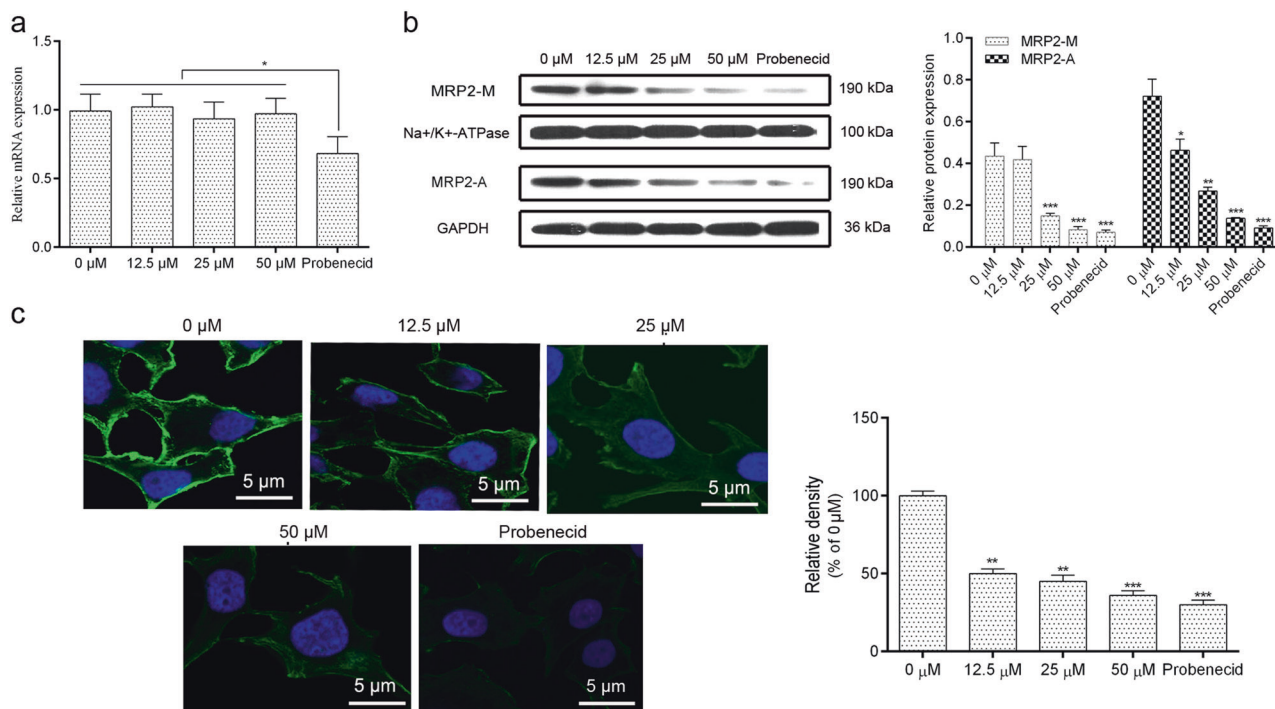 a
*
1.5
1.0
0.5
0.0
Relative mRNA expression
0 μM 12.5 μM 25 μM 50 μM Probenecid
b
0 μM 12.5 μM 25 μM 50 μM Probenecid
MRP2-M 190 kDa
Na+/K+-ATPase 100 kDa
MRP2-A 190 kDa
GAPDH 36 kDa
MRP2-M
MRP2-A
Relative protein expression
1.0
0.8
0.6
0.4
0.2
0.0
*** *** ***
* ** *** ***
0 μM 12.5 μM 25 μM 50 μM Probenecid 0 μM 12.5 μM 25 μM 50 μM Probenecid
c
0 μM 12.5 μM 25 μM
5 μm 5 μm 5 μm
50 μM Probenecid
5 μm 5 μm
Relative density
(% of 0 μM)
150
100
50
0
** ** *** ***
0 μM 12.5 μM 25 μM 50 μM Probenecid